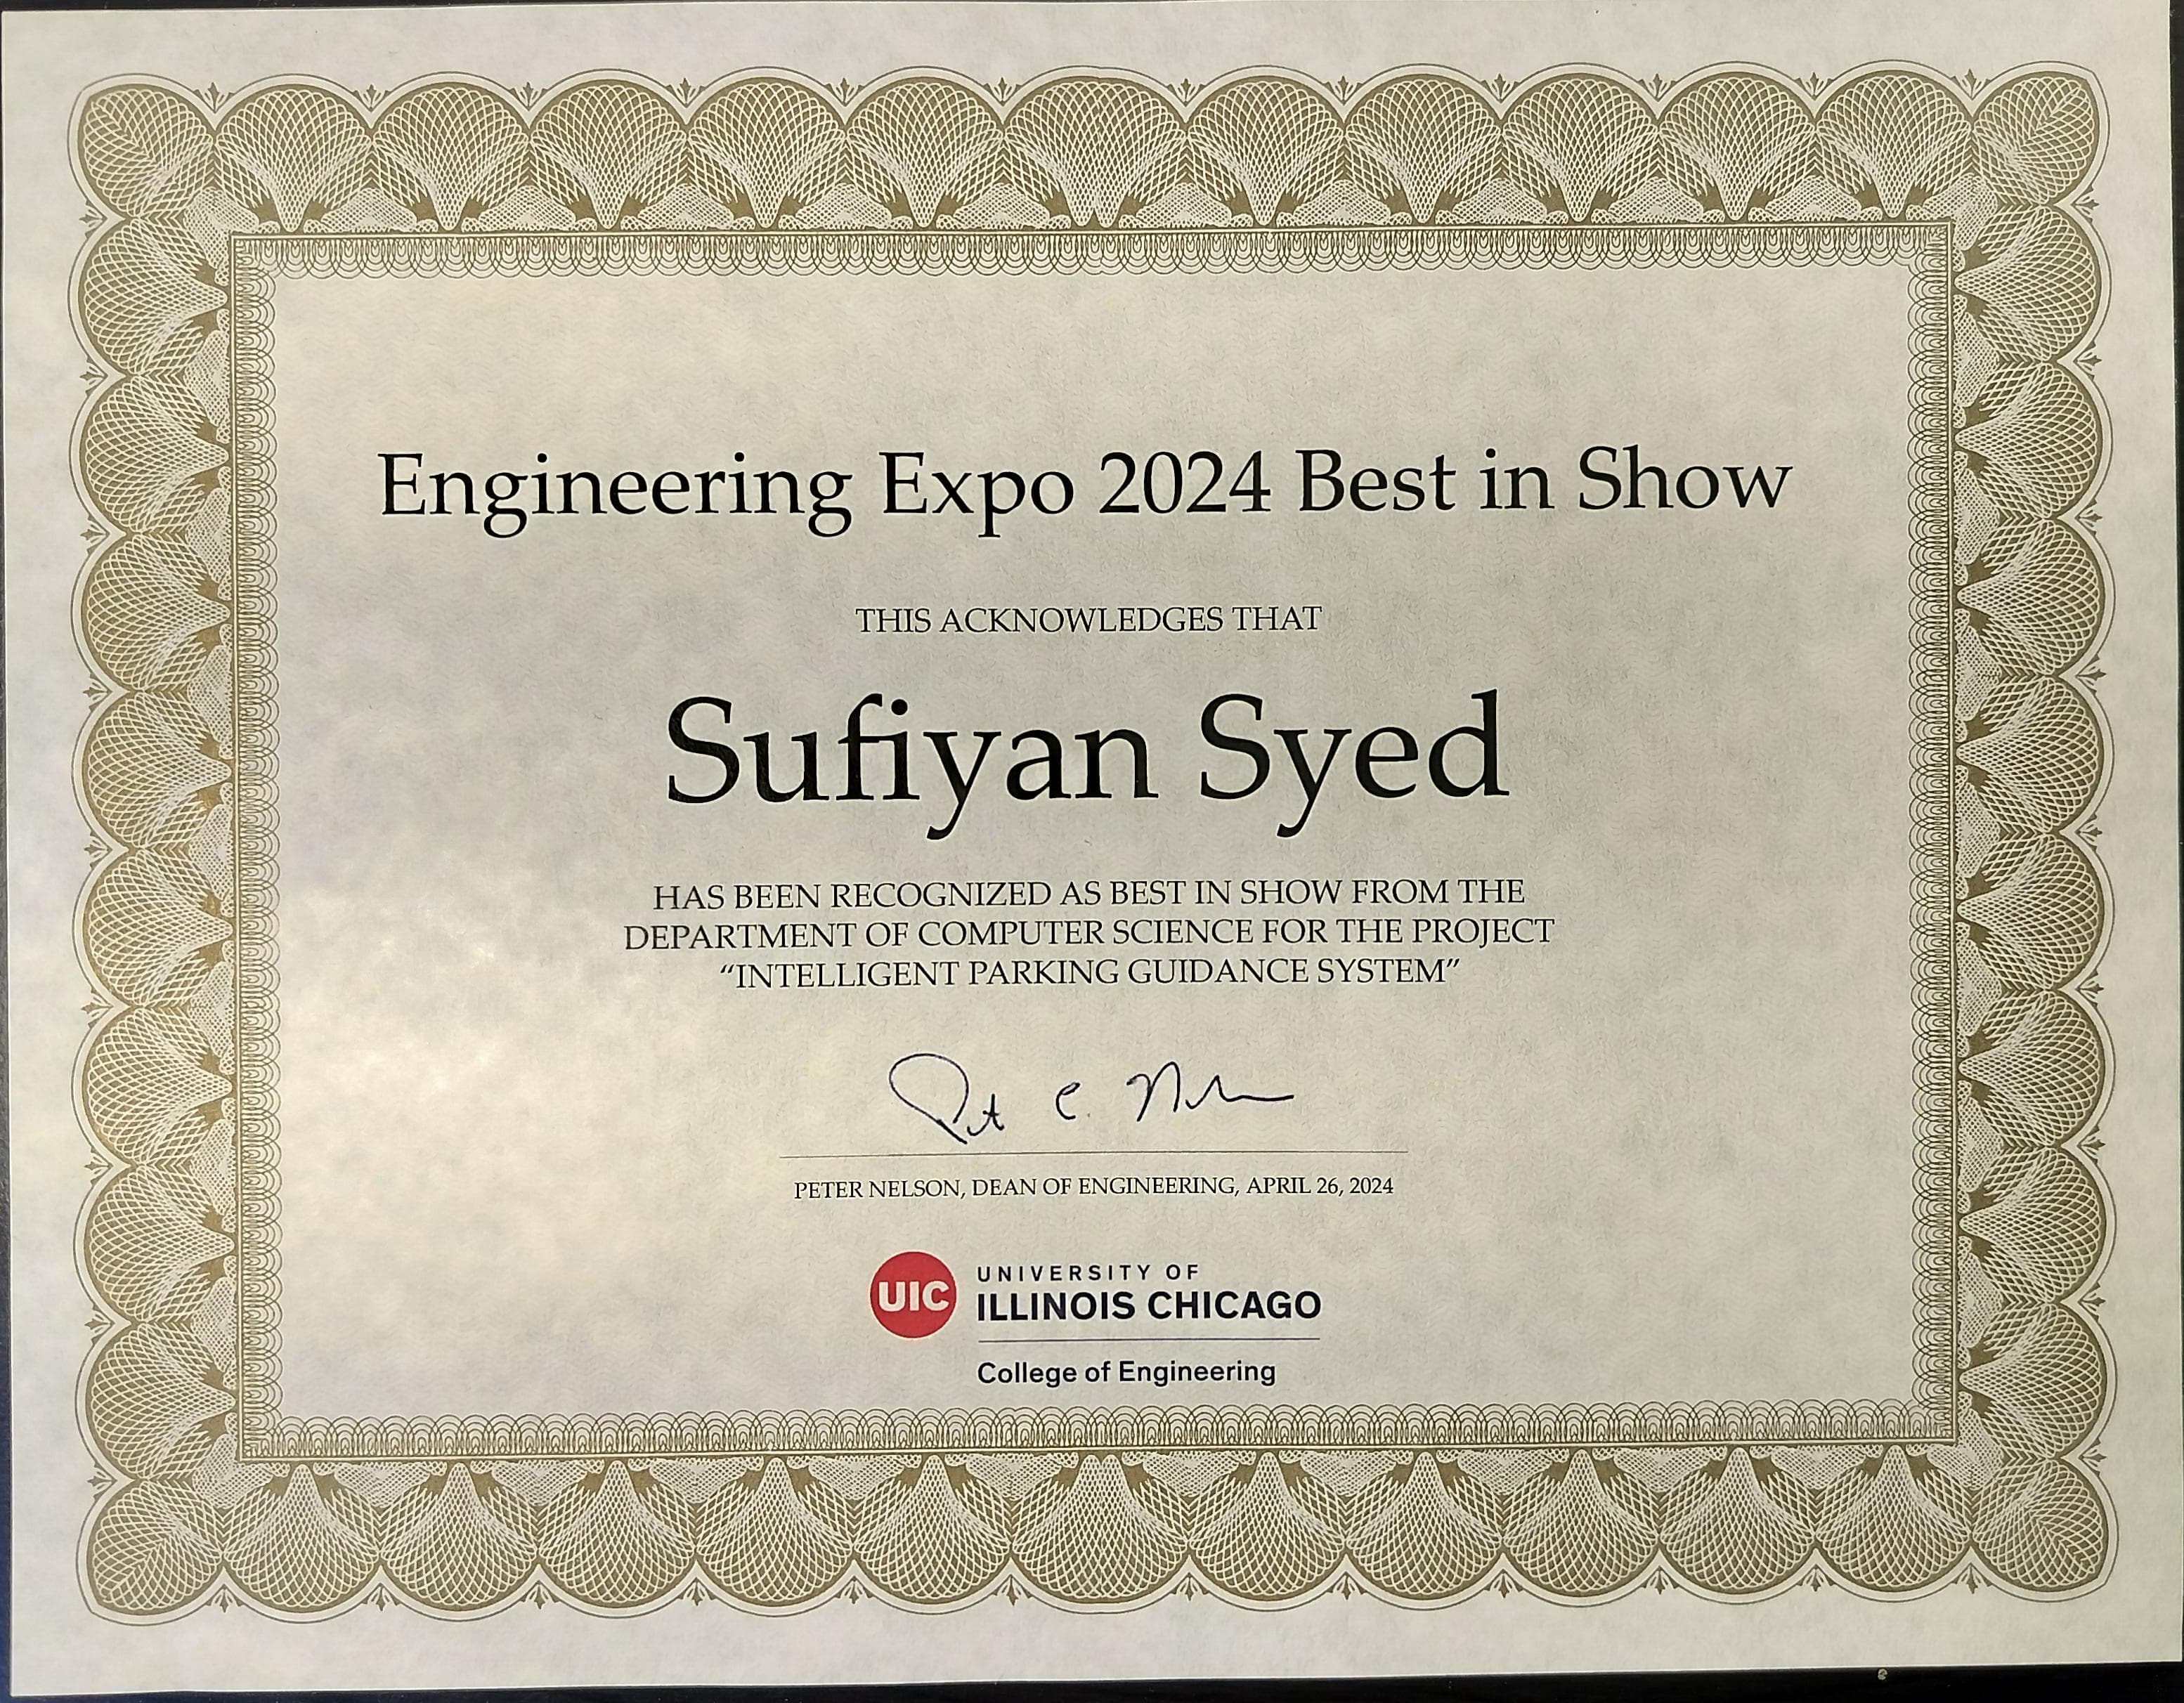 Engineering Expo 2024 Best in Show
THIS ACKNOWLEDGES THAT
Sufiyan Syed
HAS BEEN RECOGNIZED AS BEST IN SHOW FROM THE
DEPARTMENT OF COMPUTER SCIENCE FOR THE PROJECT
“INTELLIGENT PARKING GUIDANCE SYSTEM”
Pet C. Nelson
PETER NELSON, DEAN OF ENGINEERING, APRIL 26, 2024
UIC
UNIVERSITY OF
ILLINOIS CHICAGO
College of Engineering